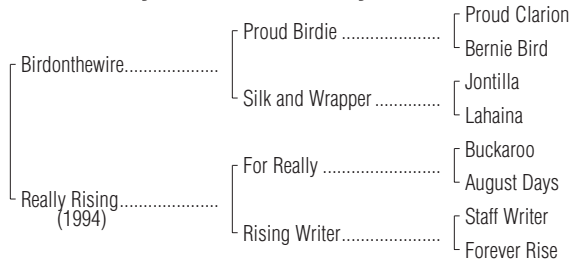 Proud Clarion
Proud Birdie ....................
Bernie Bird
Birdonthewire....................
Jontilla
Silk and Wrapper ..............
Lahaina
Buckaroo
For Really ........................
August Days
Really Rising.....................
(1994)
Staff Writer
Rising Writer.....................
Forever Rise